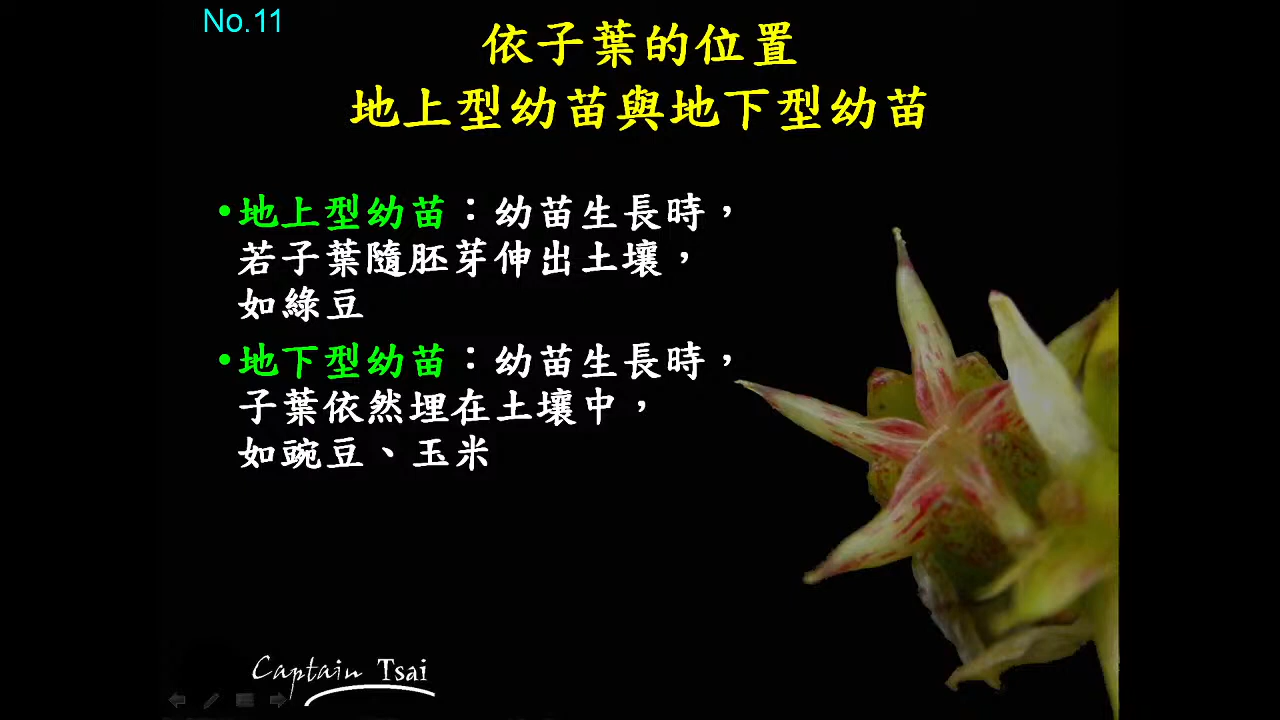 No.11
依子葉的位置
地上型幼苗與地下型幼苗
•地上型幼苗：幼苗生長時，
若子葉隨胚芽伸出土壤，
如綠豆
•地下型幼苗：幼苗生長時，
子葉依然埋在土壤中，
如豌豆、玉米
Captain Tsai